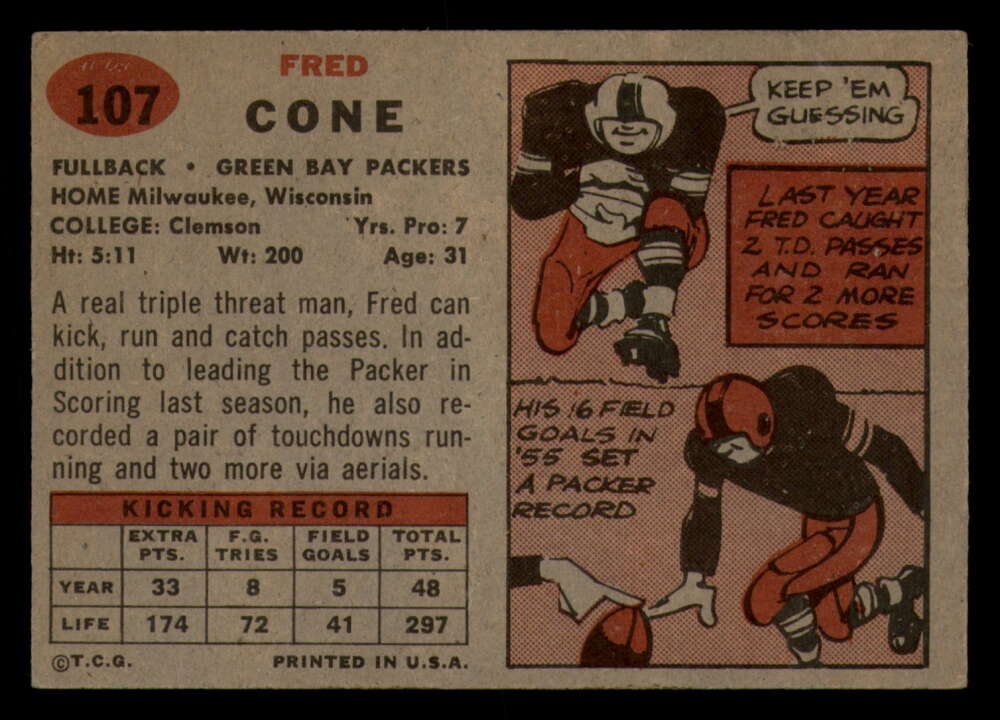 107
FRED
CONE
FULLBACK • GREEN BAY PACKERS
HOME Milwaukee, Wisconsin
COLLEGE: Clemson Yrs. Pro: 7
Ht: 5:11 Wt: 200 Age: 31
A real triple threat man, Fred can
kick, run and catch passes. In ad-
dition to leading the Packer in
Scoring last season, he also re-
corded a pair of touchdowns run-
ning and two more via aerials.
KICKING RECORD
EXTRA PTS. F.G. TRIES FIELD GOALS TOTAL PTS.
YEAR 33 8 5 48
LIFE 174 72 41 297
©T.C.G. PRINTED IN U.S.A.
KEEP 'EM
GUESSING
LAST YEAR
FRED CAUGHT
2 T.D. PASSES
AND RAN
FOR 2 MORE
SCORES
HIS 16 FIELD
GOALS IN
'55 SET
A PACKER
RECORD